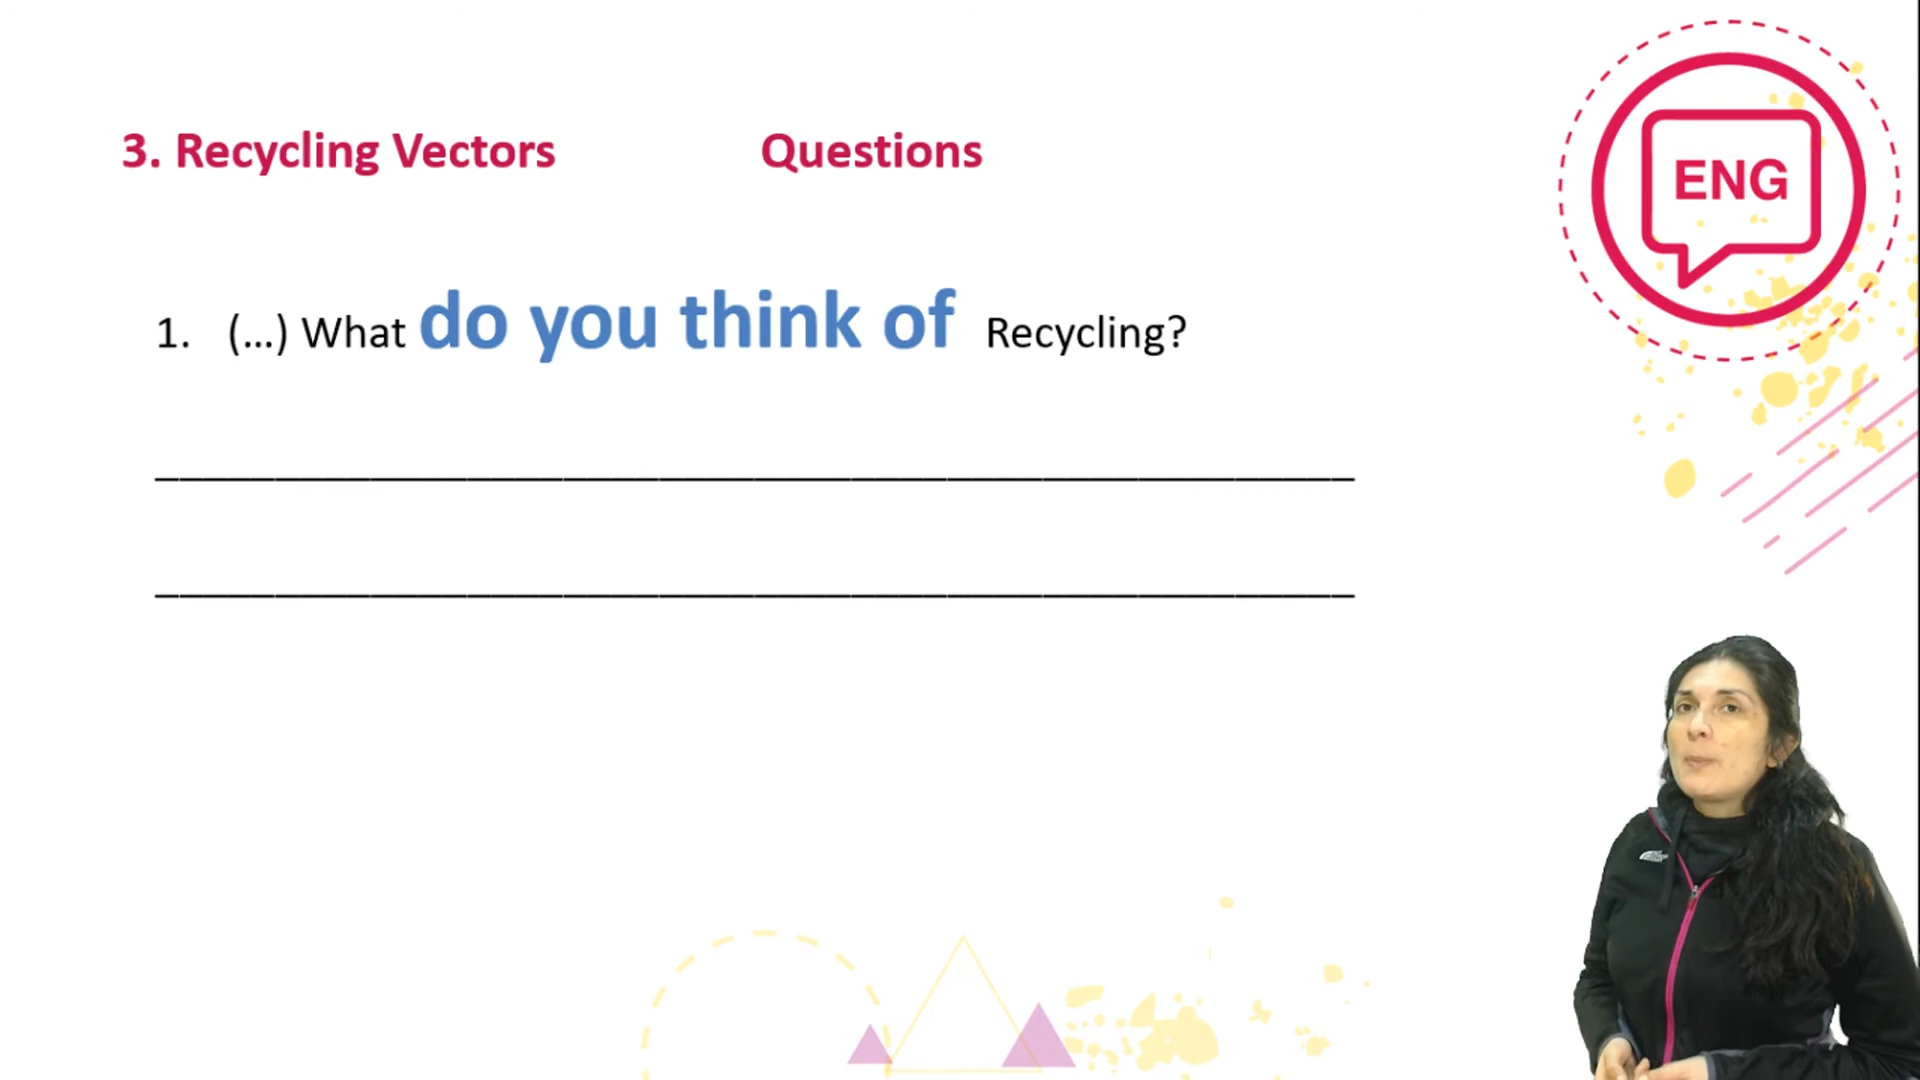 3. Recycling Vectors Questions
ENG
1. (...) What do you think of Recycling?